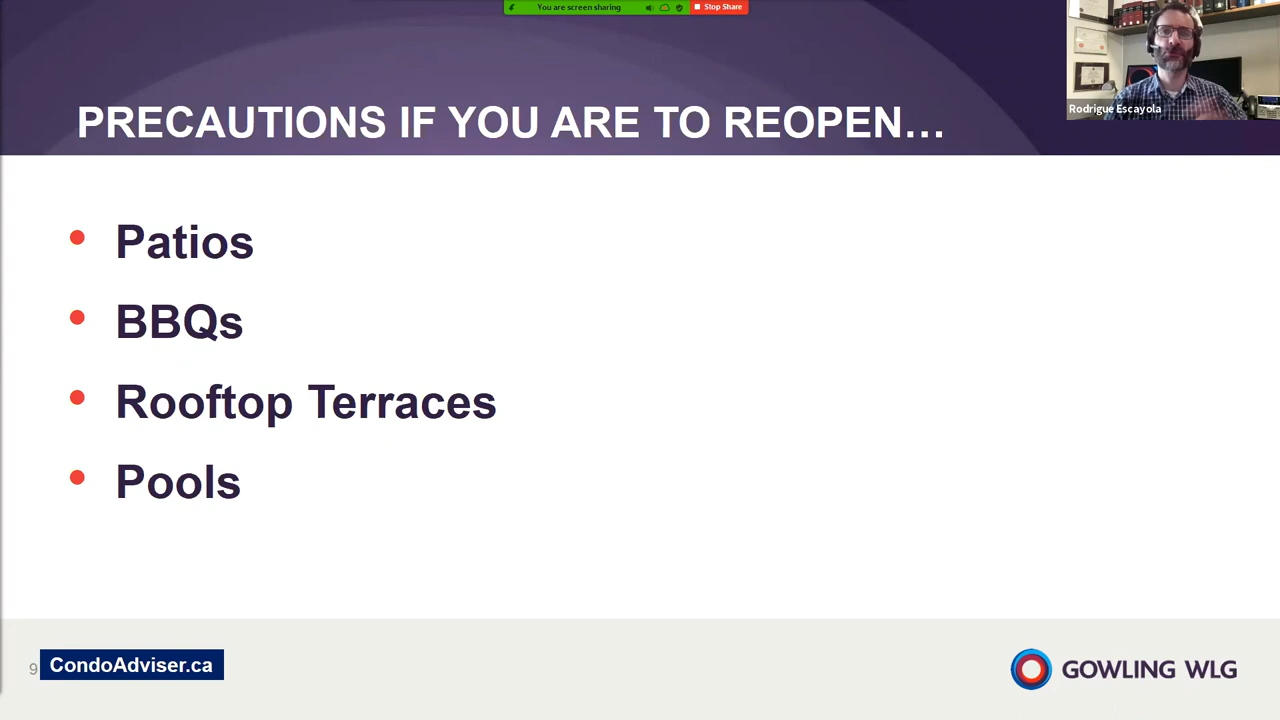 You are screen sharing
Stop Share
Rodrigue Escayola
PRECAUTIONS IF YOU ARE TO REOPEN…
• Patios
• BBQs
• Rooftop Terraces
• Pools
9
CondoAdviser.ca
GOWLING WLG